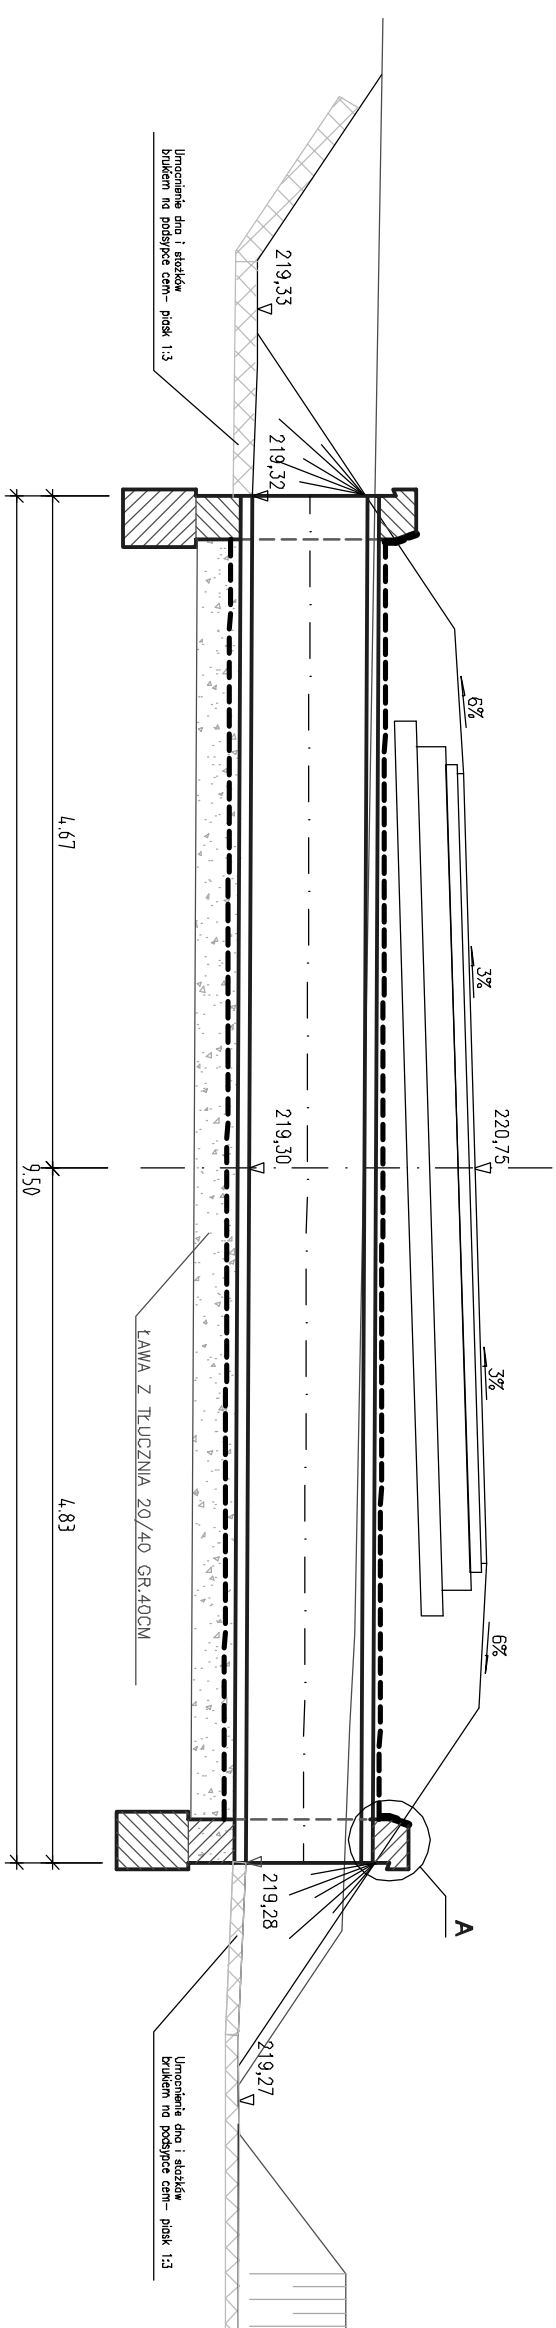 Umocnienie dna i stożków
brukiem na podsypce cem- piask 1:3
219,33
219,32
6%
3%
220,75
3%
6%
219,30
4.67
4.83
9.50
ŁAWA Z TŁUCZNIA 20/40 GR.40CM
219,28
A
219,27
Umocnienie dna i stożków
brukiem na podsypce cem- piask 1:3